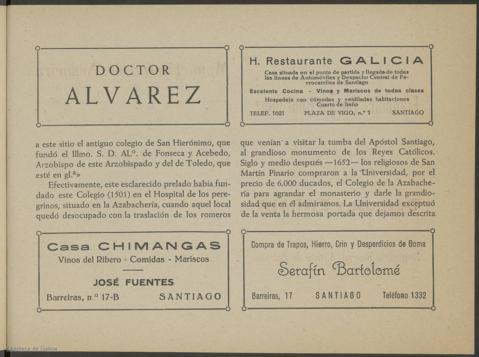 DOCTOR
ALVAREZ
H. Restaurante GALICIA
Casa situada en el punto de partida y llegada de todas
las líneas de Automóviles y Despacho Central de Fe-
rrocarriles de Santiago
Excelente Cocina - Vinos y Mariscos de todas clases
Hospedaje con cómodas y ventiladas habitaciones
Cuarto de baño
TELEF. 1621 PLAZA DE VIGO, n.º 1 SANTIAGO
a este sitio el antiguo colegio de San Hierónimo, que
fundó el Illmo. S. D. ALº. de Fonseca y Acebedo,
Arzobispo de este Arzobispado y del de Toledo, que
esté en gl.ª»
Efectivamente, este esclarecido prelado había fun-
dado este Colegio (1501) en el Hospital de los pere-
grinos, situado en la Azabachería, cuando aquel local
quedó desocupado con la traslación de los romeros
que venían a visitar la tumba del Apóstol Santiago,
al grandioso monumento de los Reyes Católicos.
Siglo y medio después —1652— los religiosos de San
Martín Pinario compraron a la Universidad, por el
precio de 6.000 ducados, el Colegio de la Azabache-
ría para agrandar el monasterio y darle la grandio-
sidad que en él admiramos. La Universidad exceptuó
de la venta la hermosa portada que dejamos descrita
Casa CHIMANGAS
Vinos del Ribero - Comidas - Mariscos
JOSÉ FUENTES
Barreiras, n.º 17-B SANTIAGO
Compra de Trapos, Hierro, Crin y Desperdicios de Goma
Serafín Bartolomé
Barreiras, 17 SANTIAGO Teléfono 1332
Biblioteca de Galicia